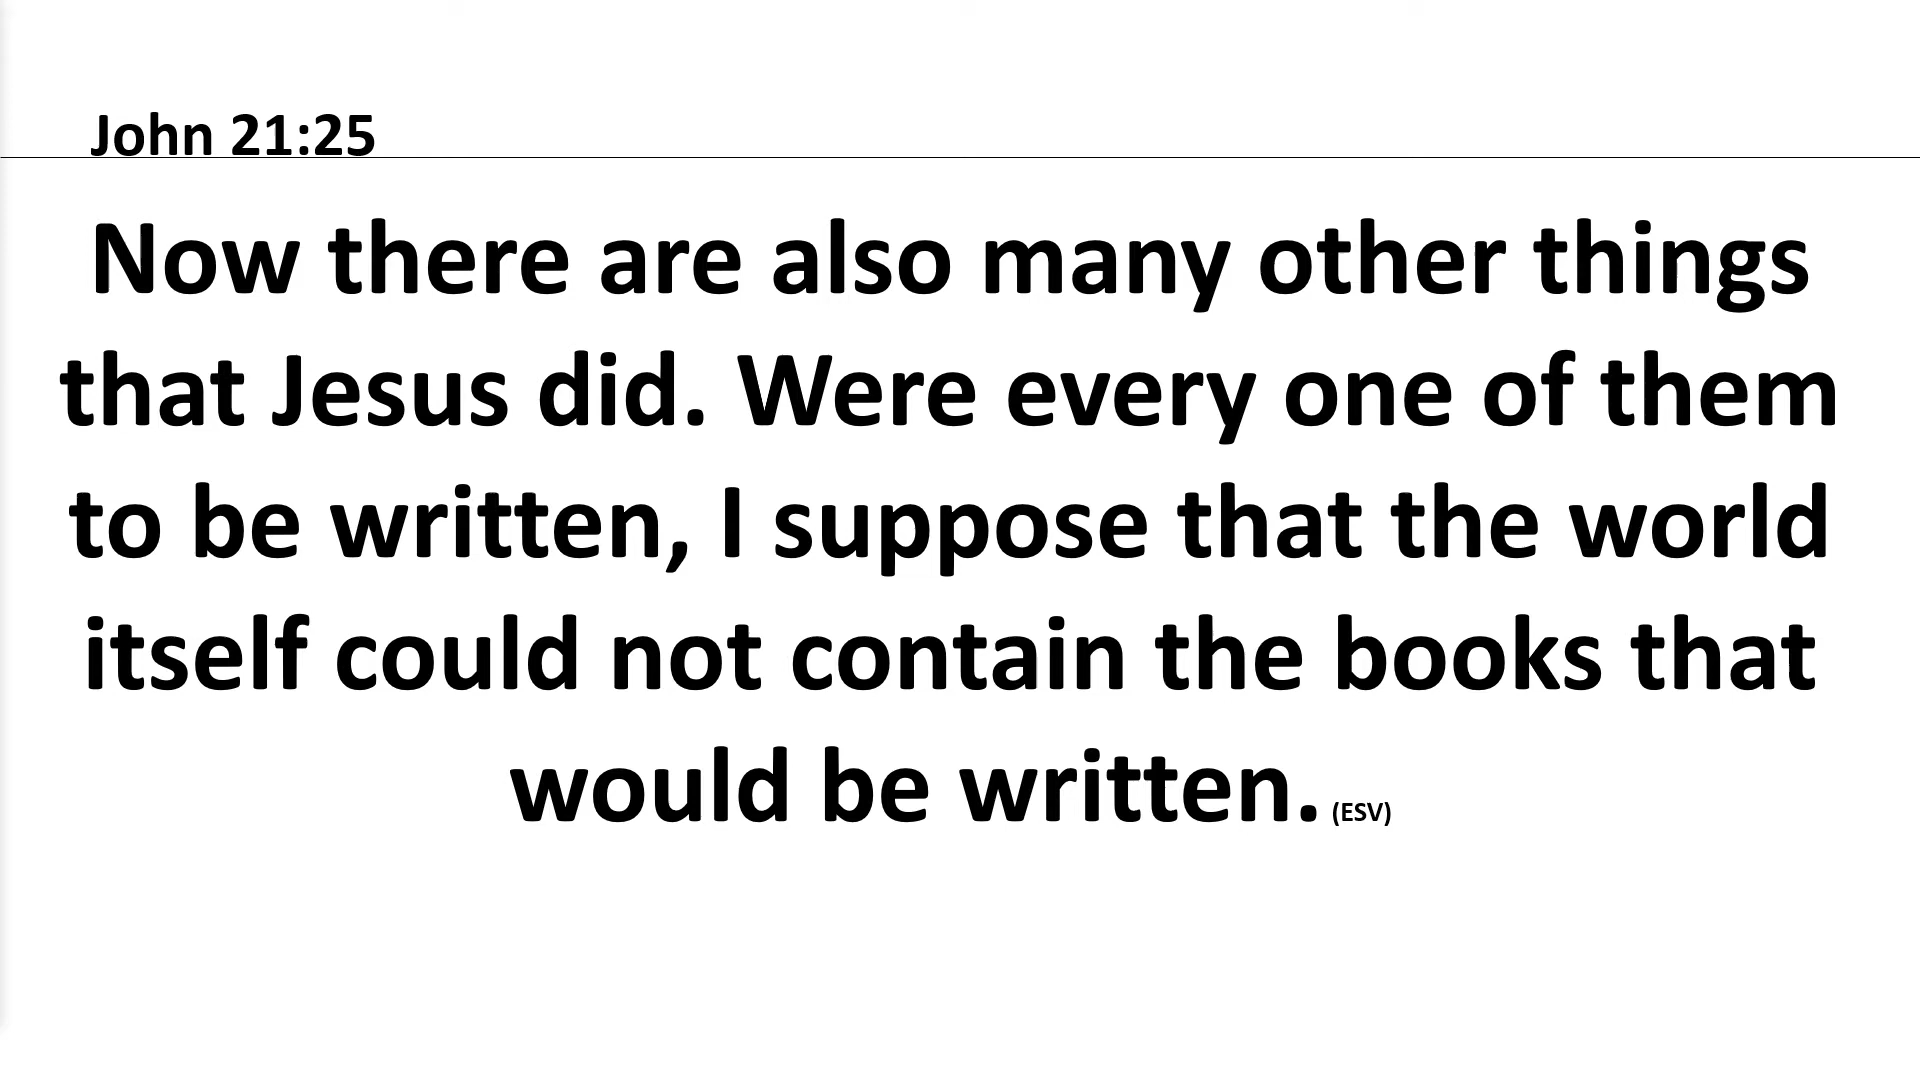 John 21:25
Now there are also many other things
that Jesus did. Were every one of them
to be written, I suppose that the world
itself could not contain the books that
would be written. (ESV)